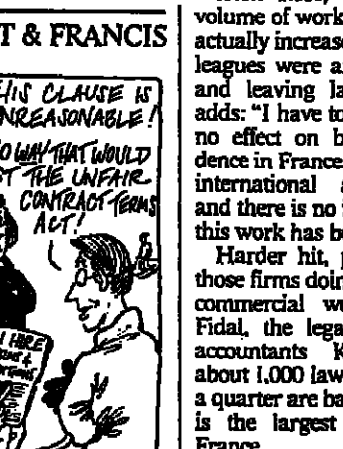 T & FRANCIS
HIS CLAUSE IS
NREASONABLE!
O WAY THAT WOULD
T THE UNFAIR
CONTRACT TERMS
ACT!
HIRE
volume of work
actually increase
leagues were a
and leaving la
adds: "I have to
no effect on b
dence in France
international a
and there is no
this work has be
Harder hit, p
those firms doin
commercial w
Fidal, the lega
accountants K
about 1,000 law
a quarter are ba
is the largest
France